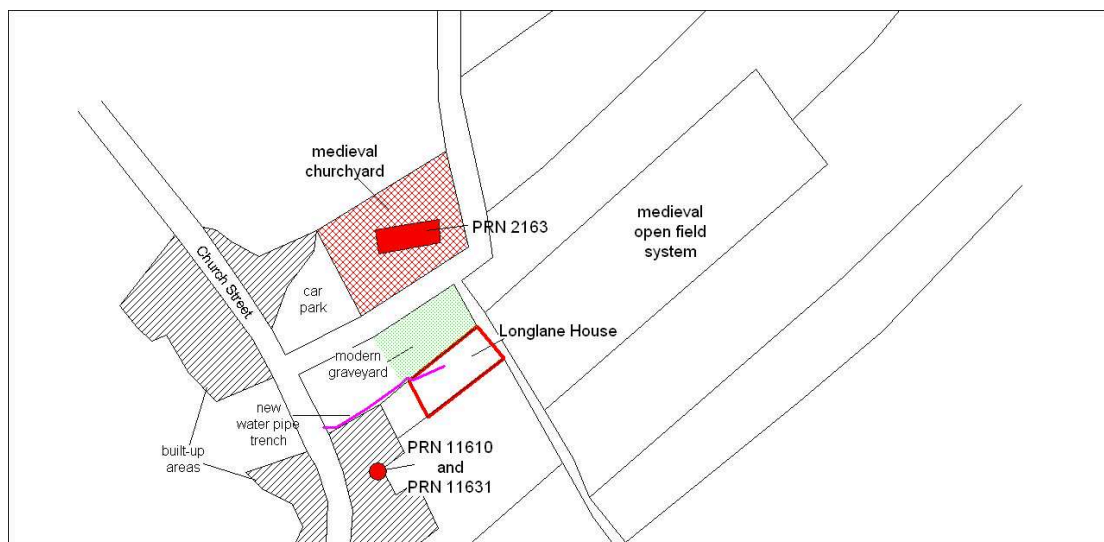 medieval
churchyard
PRN 2163
medieval
open field
system
Church Street
car
park
Longlane House
modern
graveyard
new
water pipe
trench
built-up
areas
PRN 11610
and
PRN 11631